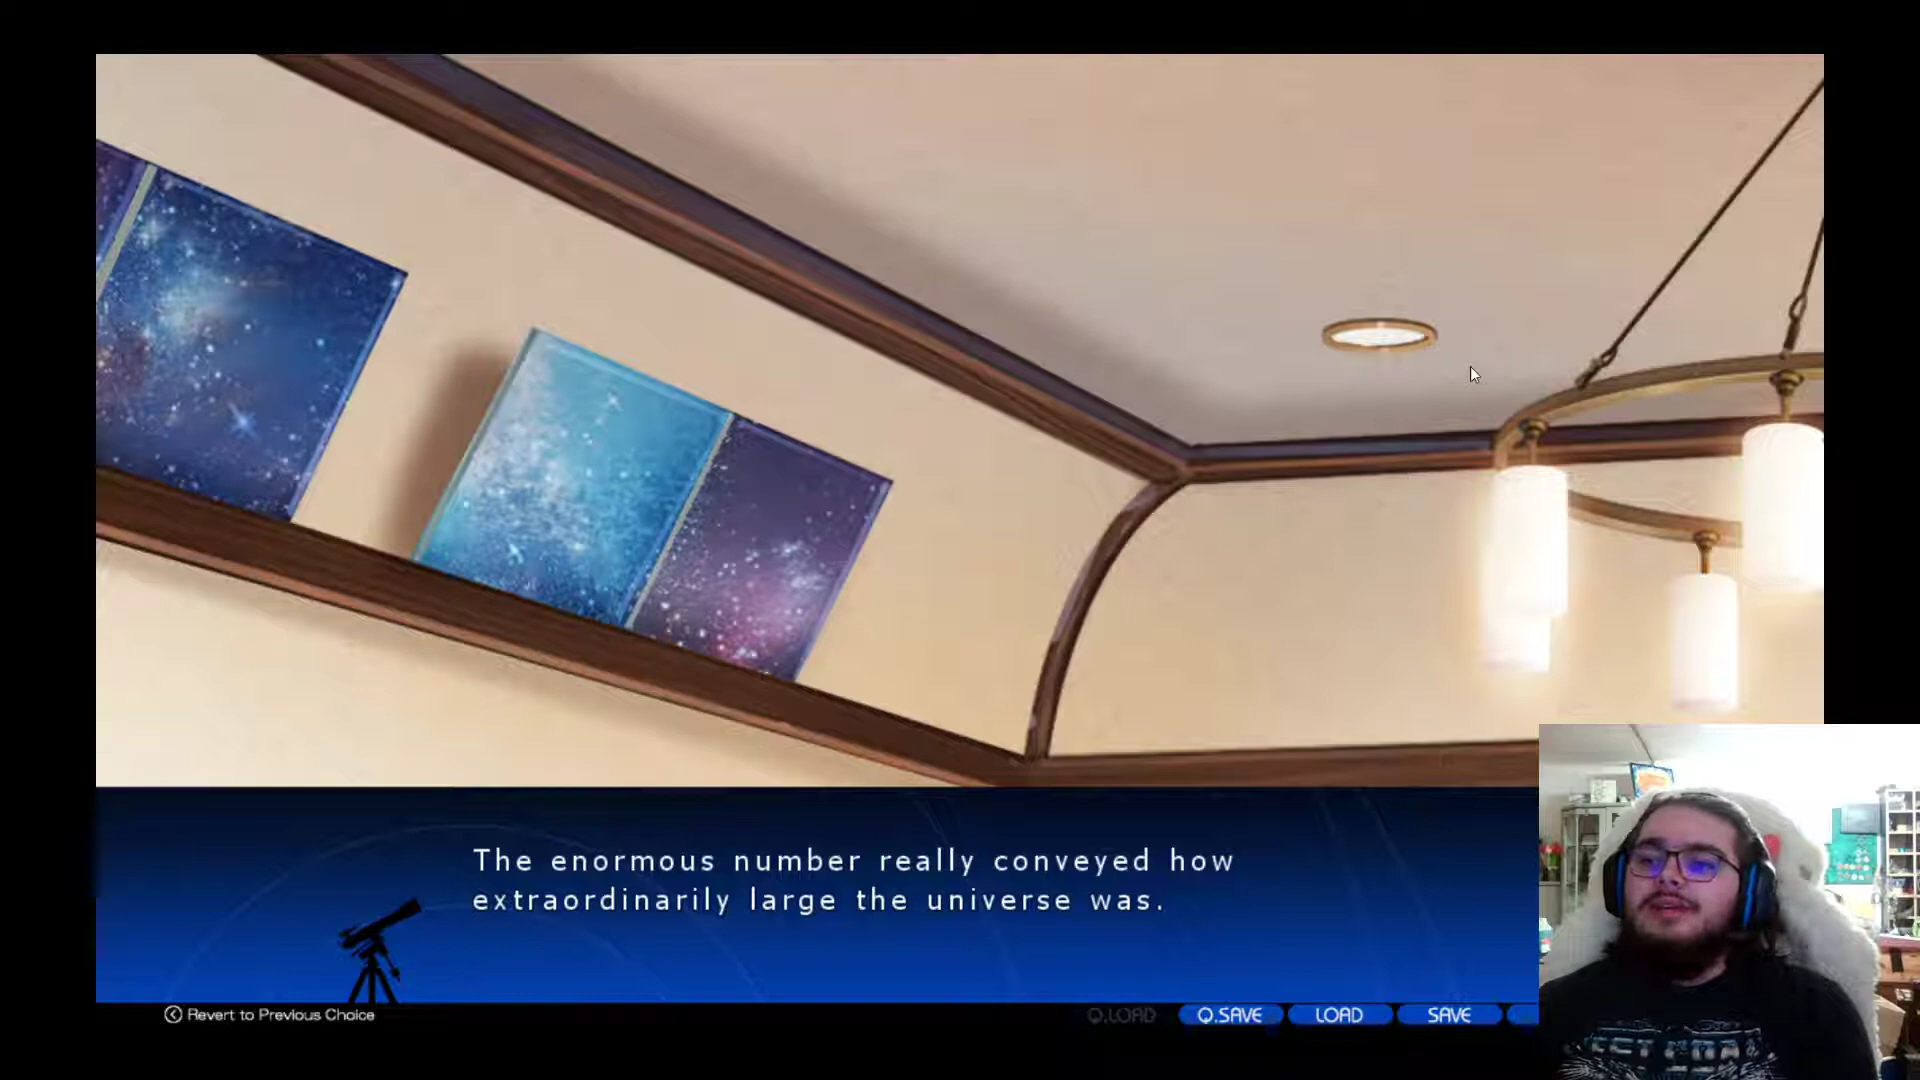 The enormous number really conveyed how
extraordinarily large the universe was.
Revert to Previous Choice
Q.LOAD
Q.SAVE
LOAD
SAVE